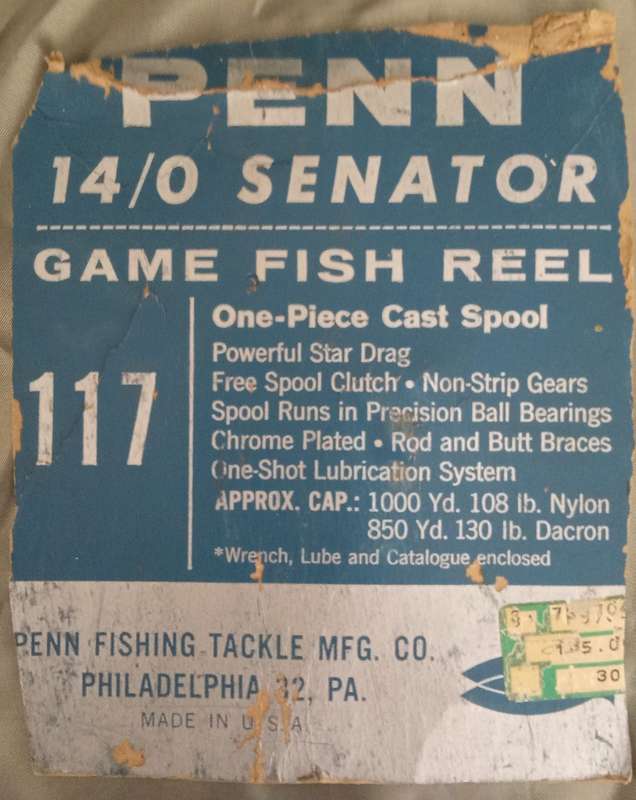 PENN
14/0 SENATOR
GAME FISH REEL
117
One-Piece Cast Spool
Powerful Star Drag
Free Spool Clutch • Non-Strip Gears
Spool Runs in Precision Ball Bearings
Chrome Plated • Rod and Butt Braces
One-Shot Lubrication System
APPROX. CAP.: 1000 Yd. 108 lb. Nylon
850 Yd. 130 lb. Dacron
*Wrench, Lube and Catalogue enclosed
PENN FISHING TACKLE MFG. CO.
PHILADELPHIA 32, PA.
MADE IN U.S.A.
30